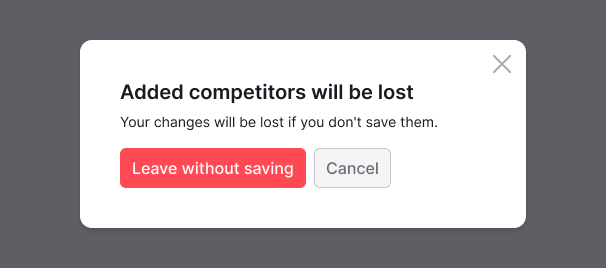 Added competitors will be lost
Your changes will be lost if you don't save them.
Leave without saving
Cancel